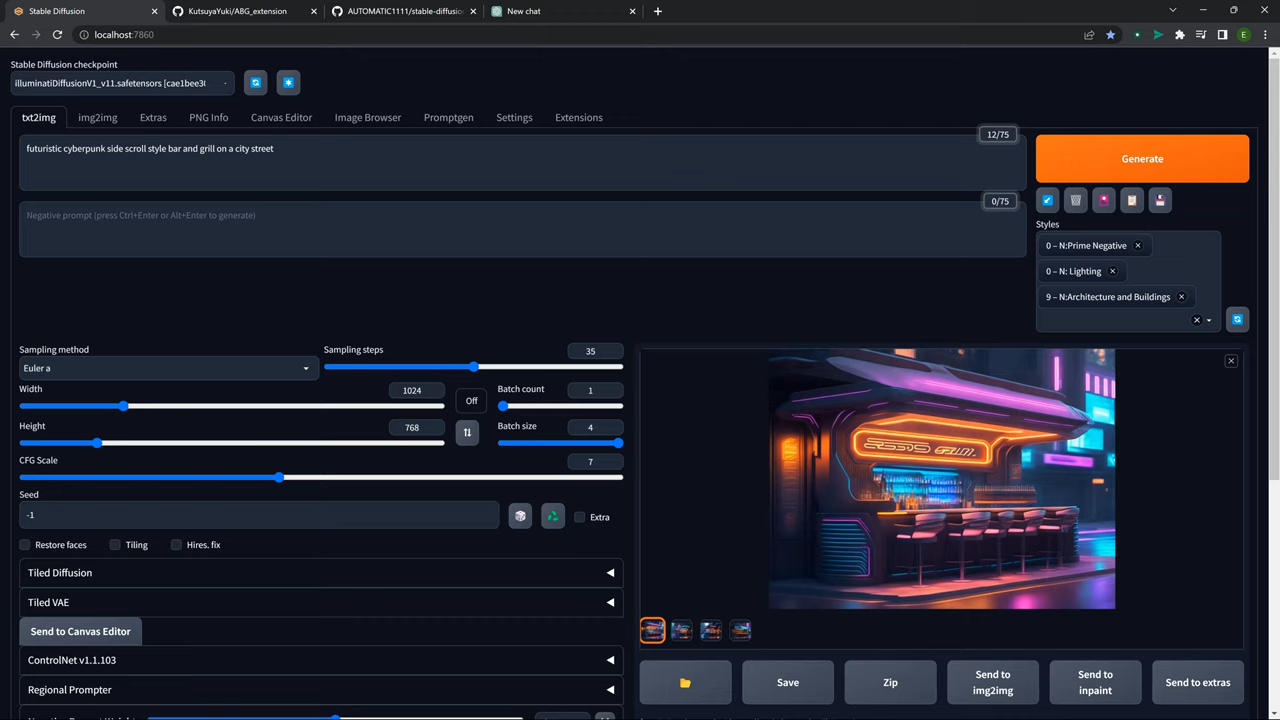 Stable Diffusion
KutsuyaYuki/ABG_extension
AUTOMATIC1111/stable-diffusion
New chat
localhost:7860
E
Stable Diffusion checkpoint
illuminatiDiffusionV1_v11.safetensors [cae1bee30
txt2img
img2img
Extras
PNG Info
Canvas Editor
Image Browser
Promptgen
Settings
Extensions
futuristic cyberpunk side scroll style bar and grill on a city street
12/75
Generate
Negative prompt (press Ctrl+Enter or Alt+Enter to generate)
0/75
Styles
0 – N:Prime Negative
0 – N: Lighting
9 – N:Architecture and Buildings
Sampling method
Euler a
Sampling steps
35
Width
1024
Off
Batch count
1
Height
768
Batch size
4
CFG Scale
7
Seed
-1
Extra
Restore faces
Tiling
Hires. fix
Tiled Diffusion
Tiled VAE
Send to Canvas Editor
ControlNet v1.1.103
Regional Prompter
Save
Zip
Send to
img2img
Send to
inpaint
Send to extras